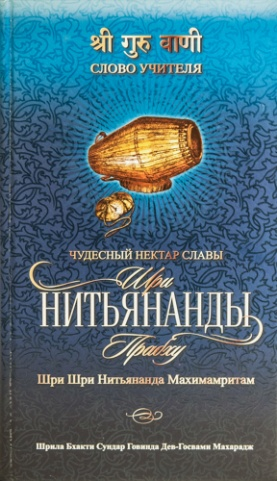 श्री गुरु वाणी
СЛОВО УЧИТЕЛЯ
ЧУДЕСНЫЙ НЕКТАР СЛАВЫ
Шри
НИТЬЯНАНДЫ
Прабху
Шри Шри Нитьянанда Махимамритам
Шрила Бхакти Сундар Говинда Дев-Госвами Махарадж